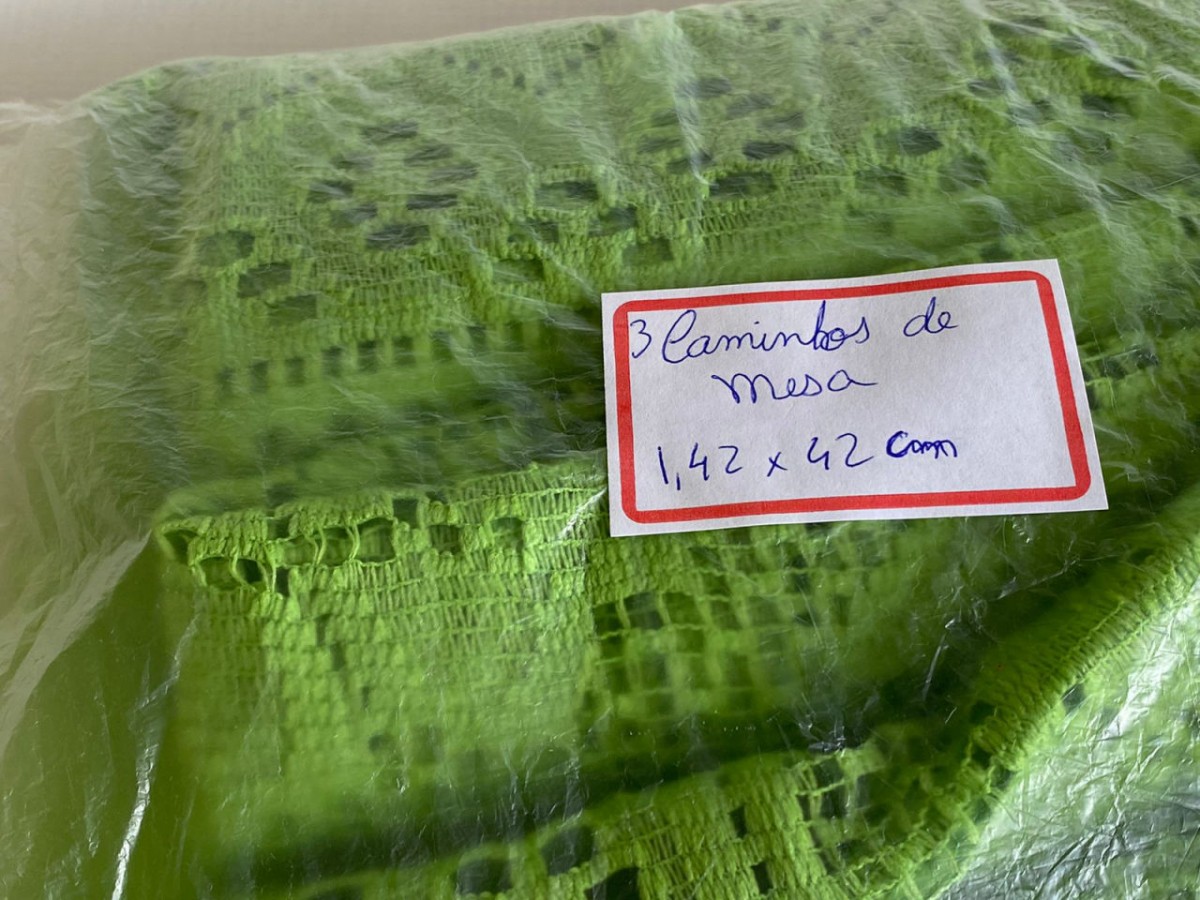 3 Caminhos de
mesa
1,42 x 42 cm